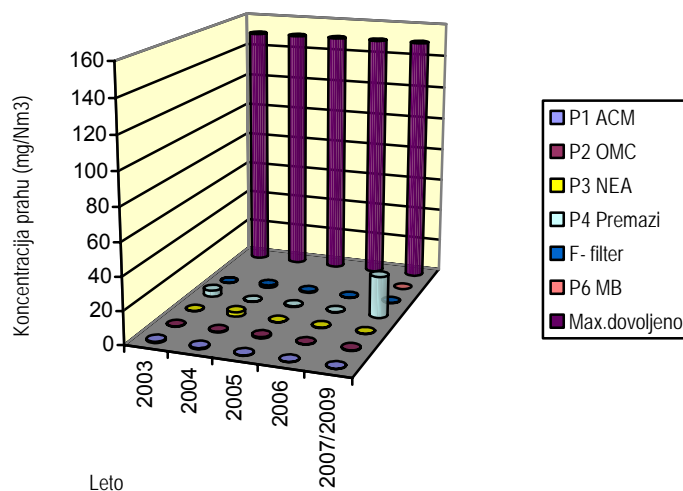 Koncentracija prahu (mg/Nm3)
160
140
120
100
80
60
40
20
0
2003
2004
2005
2006
2007/2009
Leto
P1 ACM
P2 OMC
P3 NEA
P4 Premazi
F- filter
P6 MB
Max.dovoljeno